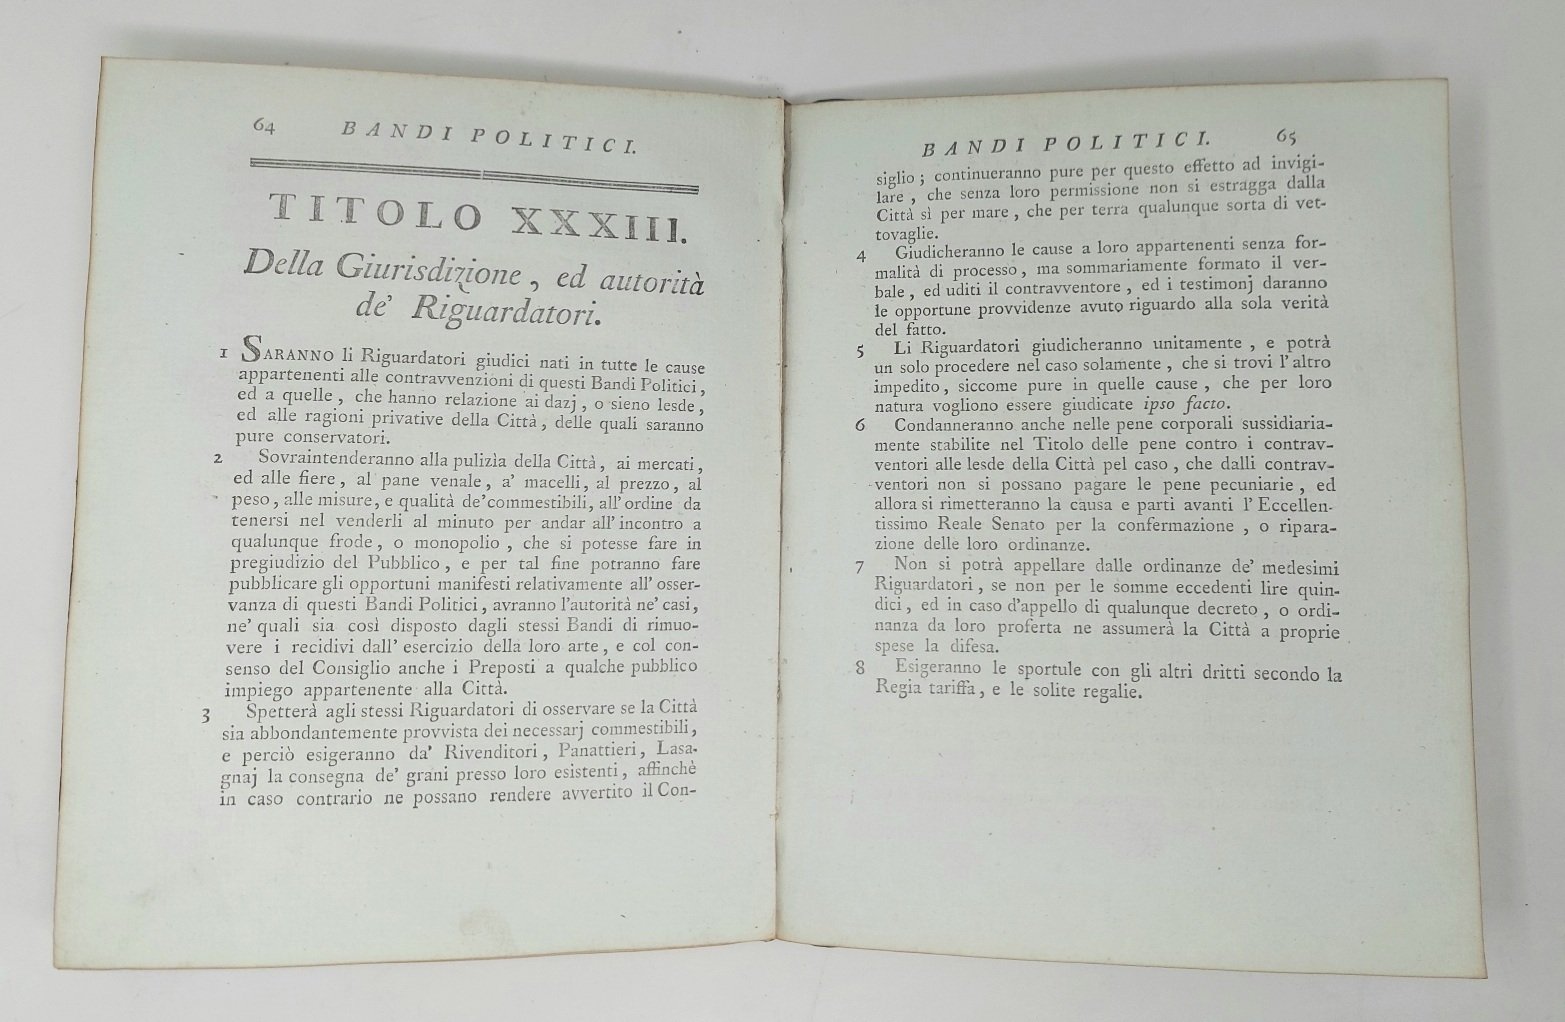 64 BANDI POLITICI.
TITOLO XXXIII.
Della Giurisdizione, ed autorità
de' Riguardatori.
1 SARANNO li Riguardatori giudici nati in tutte le cause
appartenenti alle contravvenzioni di questi Bandi Politici,
ed a quelle, che hanno relazione ai dazj, o sieno lesde,
ed alle ragioni privative della Città, delle quali saranno
pure conservatori.
2 Sovraintenderanno alla pulizìa della Città, ai mercati,
ed alle fiere, al pane venale, a' macelli, al prezzo, al
peso, alle misure, e qualità de'commestibili, all'ordine da
tenersi nel venderli al minuto per andar all'incontro a
qualunque frode, o monopolio, che si potesse fare in
pregiudizio del Pubblico, e per tal fine potranno fare
pubblicare gli opportuni manifesti relativamente all'osser-
vanza di questi Bandi Politici, avranno l'autorità ne' casi,
ne' quali sia così disposto dagli stessi Bandi di rimuo-
vere i recidivi dall'esercizio della loro arte, e col con-
senso del Consiglio anche i Preposti a qualche pubblico
impiego appartenente alla Città.
3 Spetterà agli stessi Riguardatori di osservare se la Città
sia abbondantemente provvista dei necessarj commestibili,
e perciò esigeranno da' Rivenditori, Panattieri, Lasa-
gnaj la consegna de' grani presso loro esistenti, affinchè
in caso contrario ne possano rendere avvertito il Con-
BANDI POLITICI. 65
siglio; continueranno pure per questo effetto ad invigi-
lare, che senza loro permissione non si estragga dalla
Città sì per mare, che per terra qualunque sorta di vet-
tovaglie.
4 Giudicheranno le cause a loro appartenenti senza for-
malità di processo, ma sommariamente formato il ver-
bale, ed uditi il contravventore, ed i testimonj daranno
le opportune provvidenze avuto riguardo alla sola verità
del fatto.
5 Li Riguardatori giudicheranno unitamente, e potrà
un solo procedere nel caso solamente, che si trovi l'altro
impedito, siccome pure in quelle cause, che per loro
natura vogliono essere giudicate ipso facto.
6 Condanneranno anche nelle pene corporali sussidiaria-
mente stabilite nel Titolo delle pene contro i contrav-
ventori alle lesde della Città pel caso, che dalli contrav-
ventori non si possano pagare le pene pecuniarie, ed
allora si rimetteranno la causa e parti avanti l'Eccellen-
tissimo Reale Senato per la confermazione, o ripara-
zione delle loro ordinanze.
7 Non si potrà appellare dalle ordinanze de' medesimi
Riguardatori, se non per le somme eccedenti lire quin-
dici, ed in caso d'appello di qualunque decreto, o ordi-
nanza da loro proferta ne assumerà la Città a proprie
spese la difesa.
8 Esigeranno le sportule con gli altri dritti secondo la
Regia tariffa, e le solite regalie.